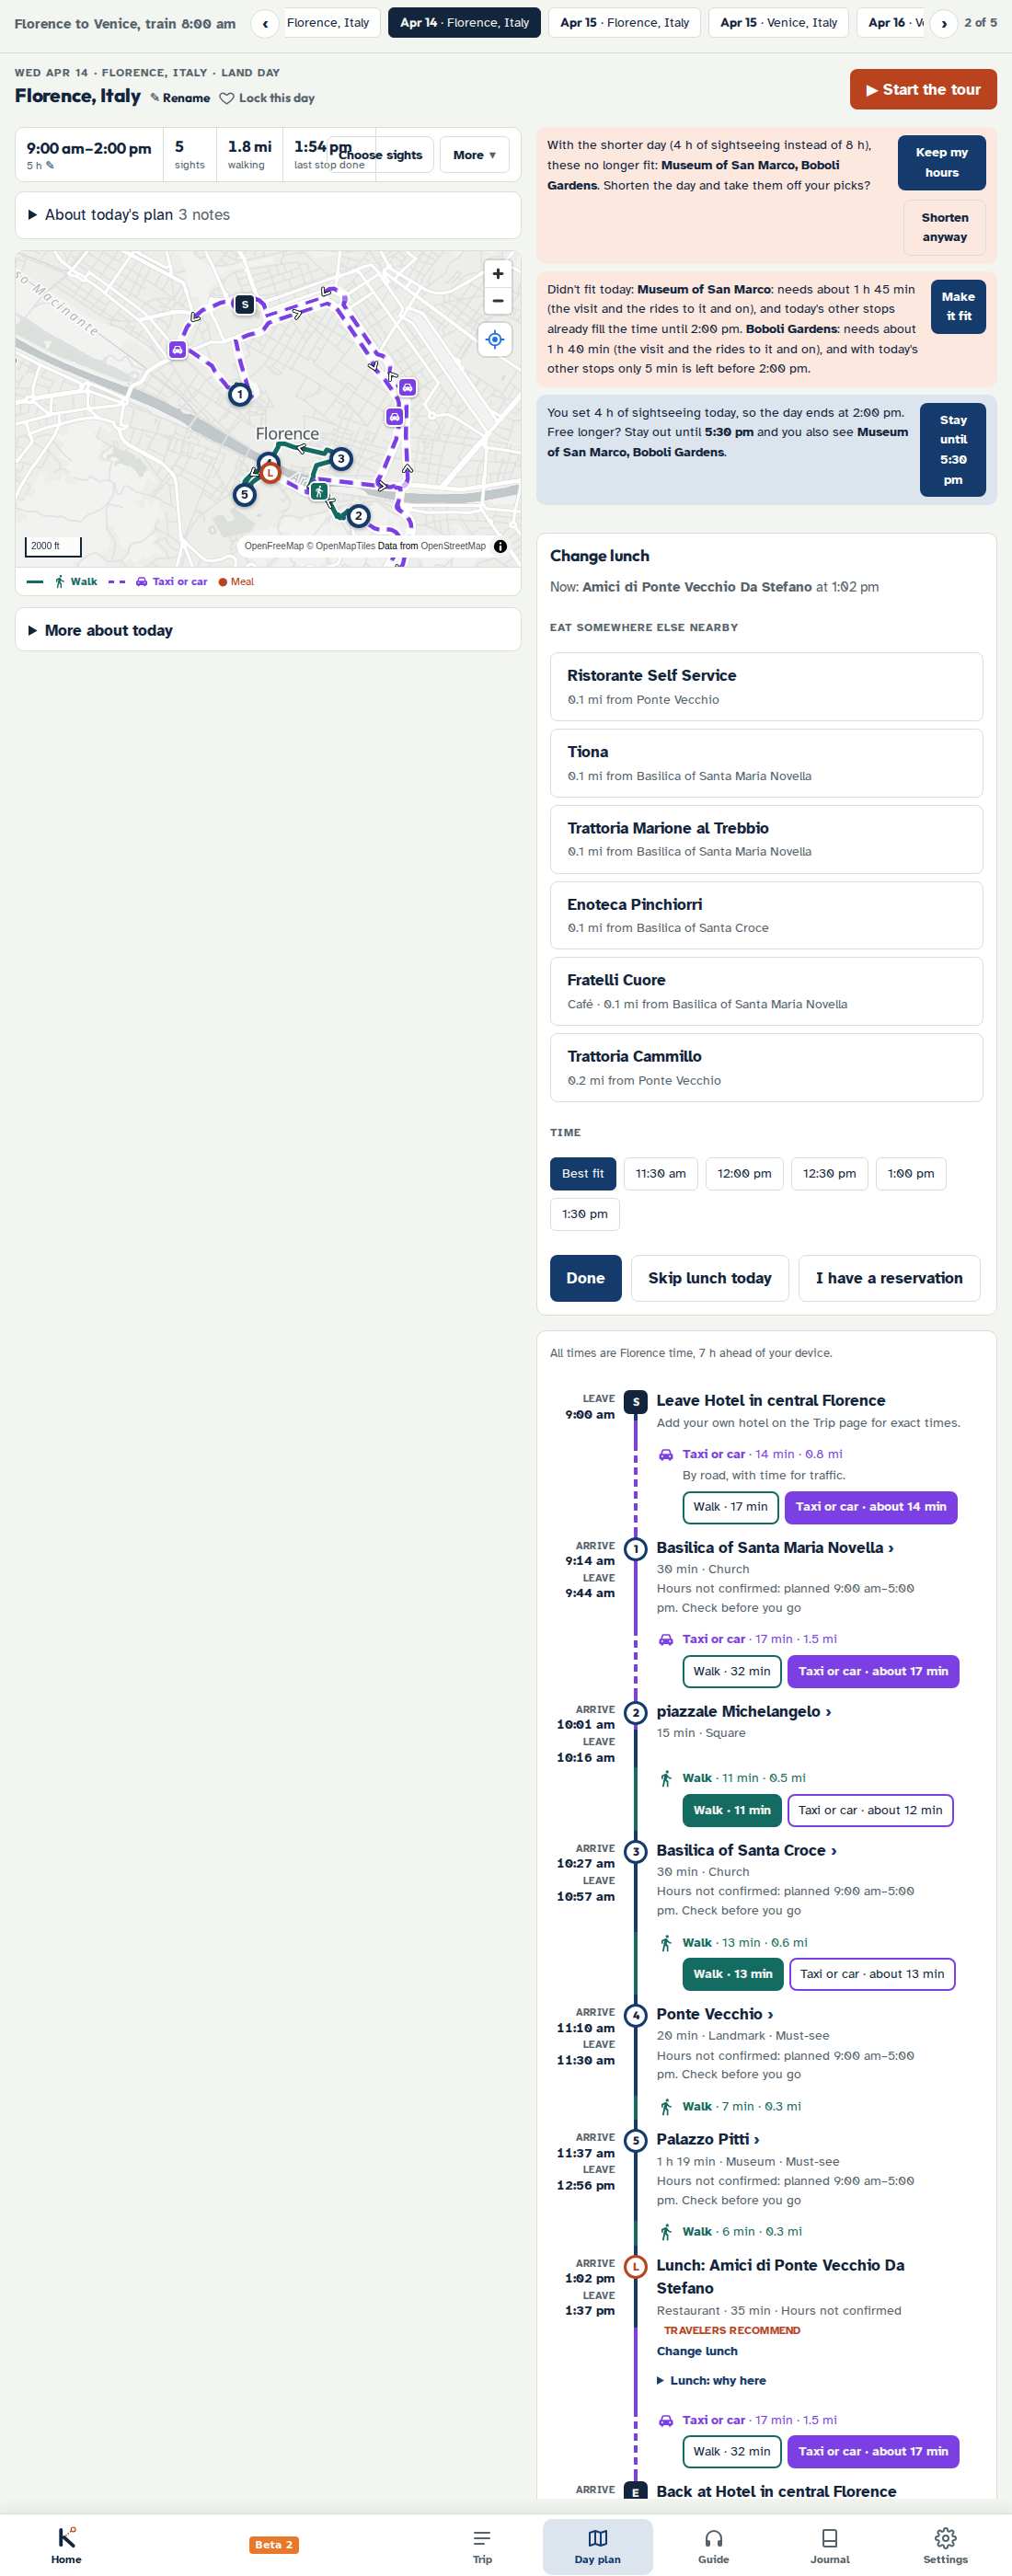 Florence to Venice, train 8:00 am
‹
Florence, Italy
Apr 14 · Florence, Italy
Apr 15 · Florence, Italy
Apr 15 · Venice, Italy
Apr 16 · V
›
2 of 5
WED APR 14 · FLORENCE, ITALY · LAND DAY
Florence, Italy ✎ Rename Lock this day
▶ Start the tour
9:00 am–2:00 pm
5 h ✎
5
sights
1.8 mi
walking
1:54 pm
last stop done
Choose sights
More ▼
▶ About today's plan 3 notes
S
1
Florence
3
L
5
2
2000 ft
OpenFreeMap © OpenMapTiles Data from OpenStreetMap
Walk
Taxi or car
Meal
▶ More about today
With the shorter day (4 h of sightseeing instead of 8 h),
these no longer fit: Museum of San Marco, Boboli
Gardens. Shorten the day and take them off your picks?
Keep my
hours
Shorten
anyway
Didn't fit today: Museum of San Marco: needs about 1 h 45 min
(the visit and the rides to it and on), and today's other stops
already fill the time until 2:00 pm. Boboli Gardens: needs about
1 h 40 min (the visit and the rides to it and on), and with today's
other stops only 5 min is left before 2:00 pm.
Make
it fit
You set 4 h of sightseeing today, so the day ends at 2:00 pm.
Free longer? Stay out until 5:30 pm and you also see Museum
of San Marco, Boboli Gardens.
Stay
until
5:30
pm
Change lunch
Now: Amici di Ponte Vecchio Da Stefano at 1:02 pm
EAT SOMEWHERE ELSE NEARBY
Ristorante Self Service
0.1 mi from Ponte Vecchio
Tiona
0.1 mi from Basilica of Santa Maria Novella
Trattoria Marione al Trebbio
0.1 mi from Basilica of Santa Maria Novella
Enoteca Pinchiorri
0.1 mi from Basilica of Santa Croce
Fratelli Cuore
Café · 0.1 mi from Basilica of Santa Maria Novella
Trattoria Cammillo
0.2 mi from Ponte Vecchio
TIME
Best fit
11:30 am
12:00 pm
12:30 pm
1:00 pm
1:30 pm
Done
Skip lunch today
I have a reservation
All times are Florence time, 7 h ahead of your device.
LEAVE
9:00 am
S
Leave Hotel in central Florence
Add your own hotel on the Trip page for exact times.
Taxi or car · 14 min · 0.8 mi
By road, with time for traffic.
Walk · 17 min
Taxi or car · about 14 min
ARRIVE
9:14 am
LEAVE
9:44 am
1
Basilica of Santa Maria Novella ›
30 min · Church
Hours not confirmed: planned 9:00 am–5:00
pm. Check before you go
Taxi or car · 17 min · 1.5 mi
Walk · 32 min
Taxi or car · about 17 min
ARRIVE
10:01 am
LEAVE
10:16 am
2
piazzale Michelangelo ›
15 min · Square
Walk · 11 min · 0.5 mi
Walk · 11 min
Taxi or car · about 12 min
ARRIVE
10:27 am
LEAVE
10:57 am
3
Basilica of Santa Croce ›
30 min · Church
Hours not confirmed: planned 9:00 am–5:00
pm. Check before you go
Walk · 13 min · 0.6 mi
Walk · 13 min
Taxi or car · about 13 min
ARRIVE
11:10 am
LEAVE
11:30 am
4
Ponte Vecchio ›
20 min · Landmark · Must-see
Hours not confirmed: planned 9:00 am–5:00
pm. Check before you go
Walk · 7 min · 0.3 mi
ARRIVE
11:37 am
LEAVE
12:56 pm
5
Palazzo Pitti ›
1 h 19 min · Museum · Must-see
Hours not confirmed: planned 9:00 am–5:00
pm. Check before you go
Walk · 6 min · 0.3 mi
ARRIVE
1:02 pm
LEAVE
1:37 pm
L
Lunch: Amici di Ponte Vecchio Da
Stefano
Restaurant · 35 min · Hours not confirmed
TRAVELERS RECOMMEND
Change lunch
▶ Lunch: why here
Taxi or car · 17 min · 1.5 mi
Walk · 32 min
Taxi or car · about 17 min
ARRIVE
E
Back at Hotel in central Florence
Home
Beta 2
Trip
Day plan
Guide
Journal
Settings